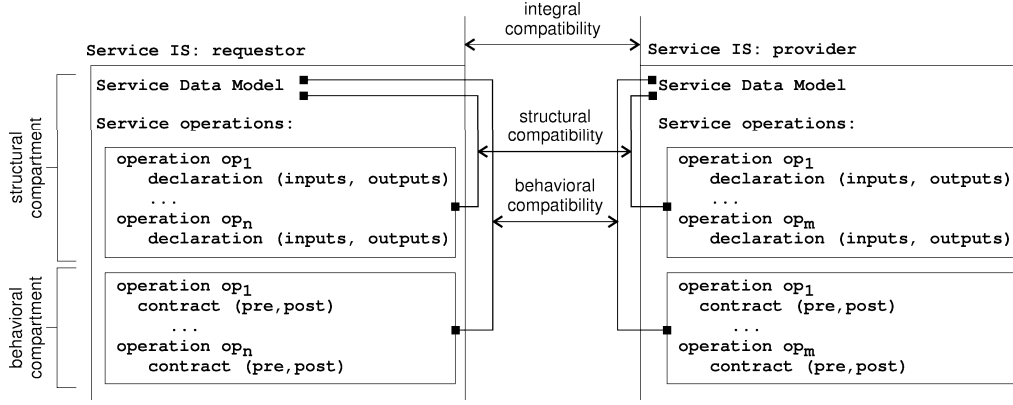 integral
compatibility
Service IS: requestor
Service Data Model
Service operations:
operation op1
declaration (inputs, outputs)
...
operation opn
declaration (inputs, outputs)
operation op1
contract (pre,post)
...
operation opn
contract (pre,post)
structural
compartment
behavioral
compartment
structural
compatibility
behavioral
compatibility
Service IS: provider
Service Data Model
Service operations:
operation op1
declaration (inputs, outputs)
...
operation opm
declaration (inputs, outputs)
operation op1
contract (pre,post)
...
operation opm
contract (pre,post)